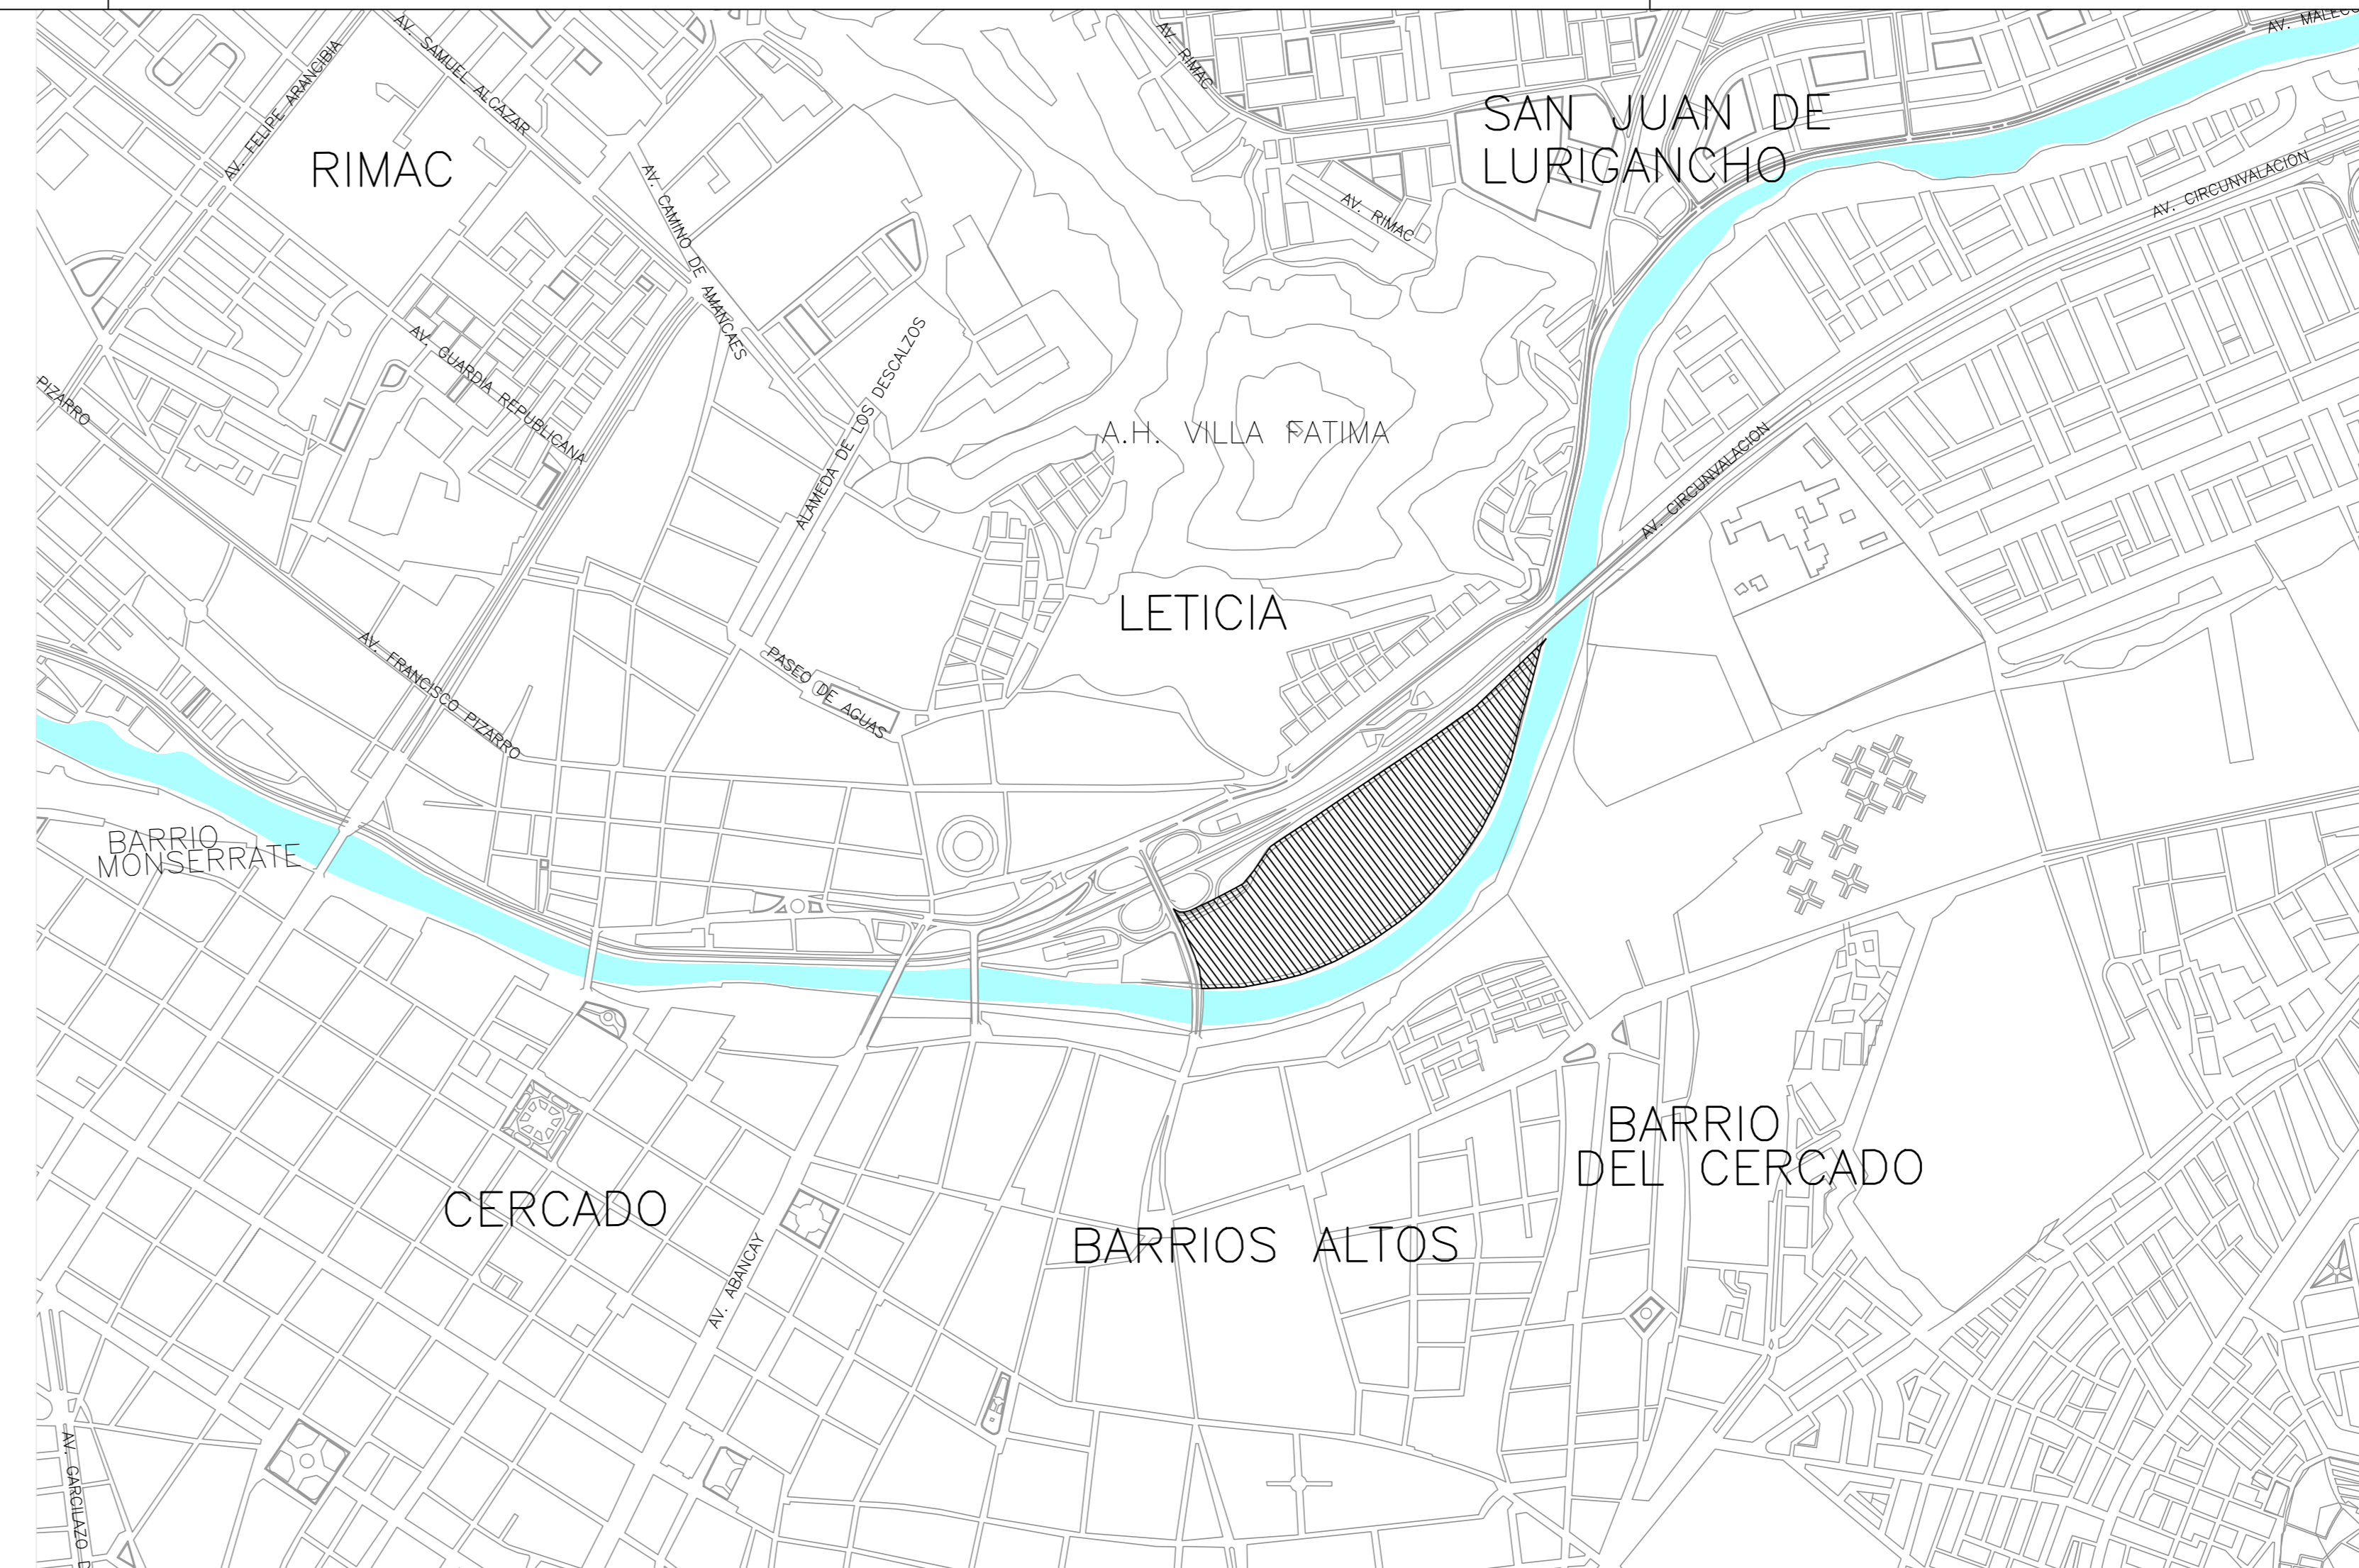 AV. MALECO
AV. SAMUEL ALCAZAR
AV. RIMAC
AV. FELIPE ARANCIBIA
SAN JUAN DE
LURIGANCHO
RIMAC
AV. CIRCUNVALACION
AV. RIMAC
AV. CAMINO DE AMANCAES
AV. GUARDIA REPUBLICANA
PIZARRO
ALAMEDA DE LOS DESCALZOS
A.H. VILLA FATIMA
AV. CIRCUNVALACION
LETICIA
AV. FRANCISCO PIZARRO
PASEO DE AGUAS
BARRIO
MONSERRATE
BARRIO
DEL CERCADO
CERCADO
BARRIOS ALTOS
AV. ABANCAY
AV. GARCILAZO D